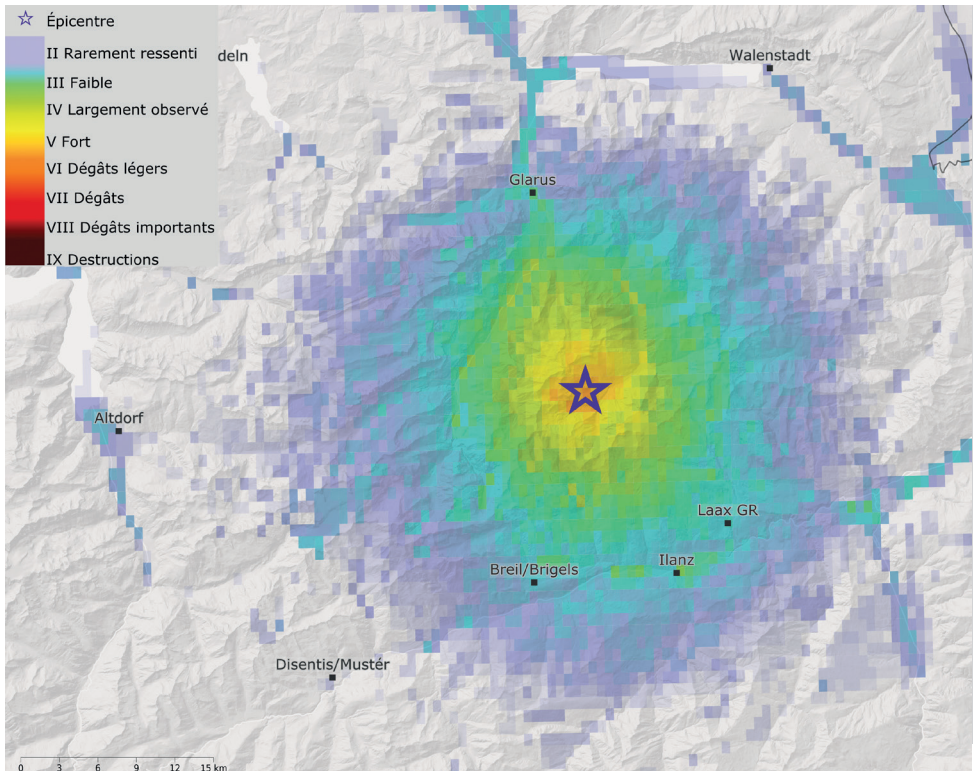 Épicentre
II Rarement ressenti
III Faible
IV Largement observé
V Fort
VI Dégâts légers
VII Dégâts
VIII Dégâts importants
IX Destructions
deln
Walenstadt
Glarus
Altdorf
Laax GR
Breil/Brigels
Ilanz
Disentis/Mustér
0 3 6 9 12 15 km